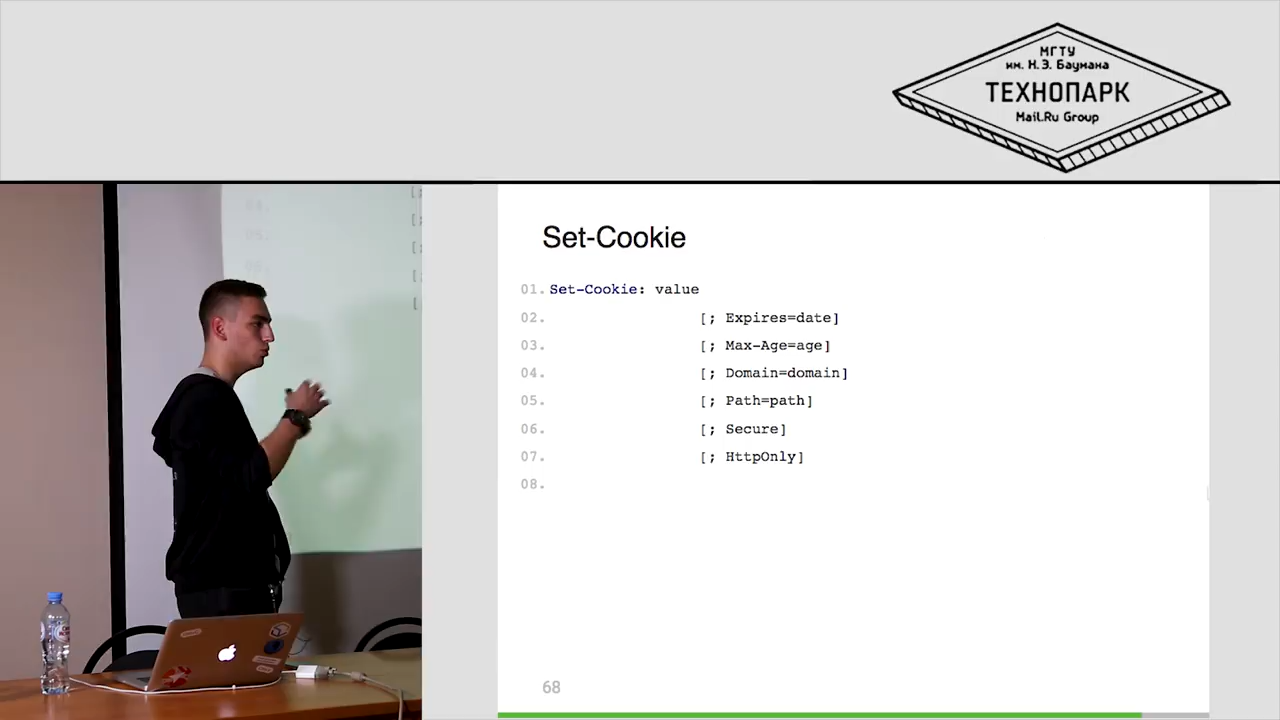 МГТУ
им. Н.Э. Баумана
ТЕХНОПАРК
Mail.Ru Group
Set-Cookie
01. Set-Cookie: value
02. [; Expires=date]
03. [; Max-Age=age]
04. [; Domain=domain]
05. [; Path=path]
06. [; Secure]
07. [; HttpOnly]
08.
68